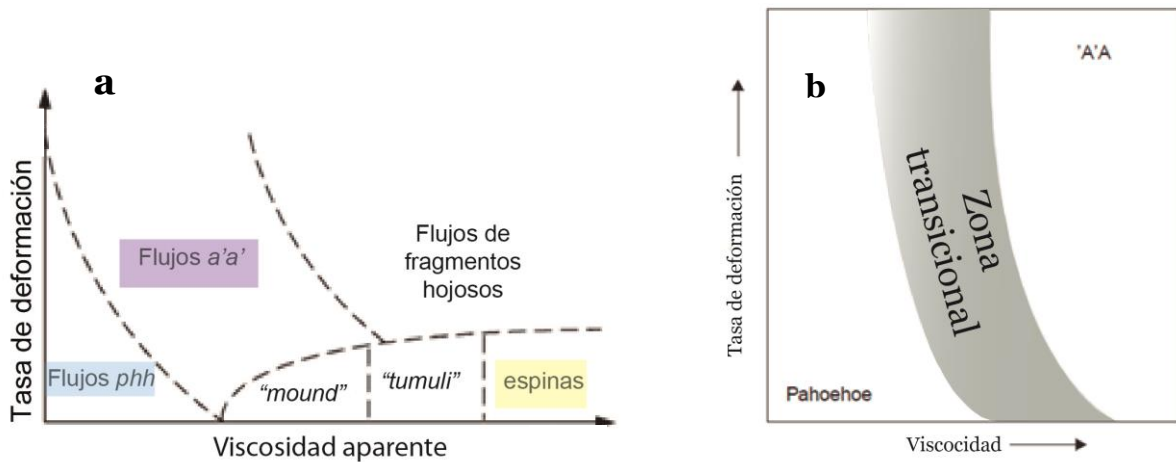 a
Tasa de deformación
Flujos a'a'
Flujos de
fragmentos
hojosos
Flujos phh
“mound”
“tumuli”
espinas
Viscosidad aparente
b
'A'A
Tasa de deformación
Zona
transicional
Pahoehoe
Viscocidad